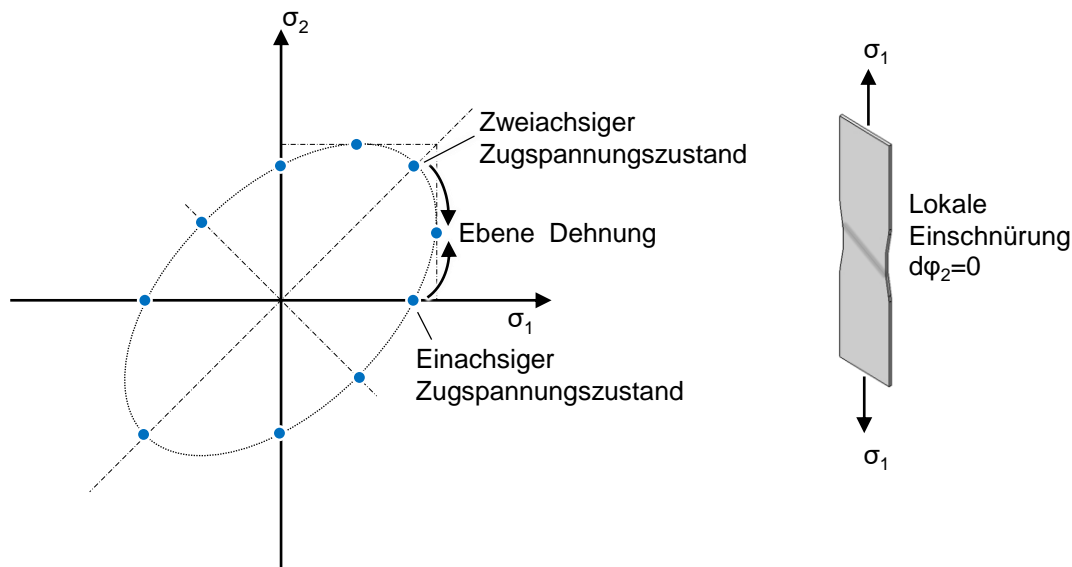 σ2
Zweiachsiger
Zugspannungszustand
Ebene Dehnung
σ1
Einachsiger
Zugspannungszustand
σ1
Lokale
Einschnürung
dφ2=0
σ1